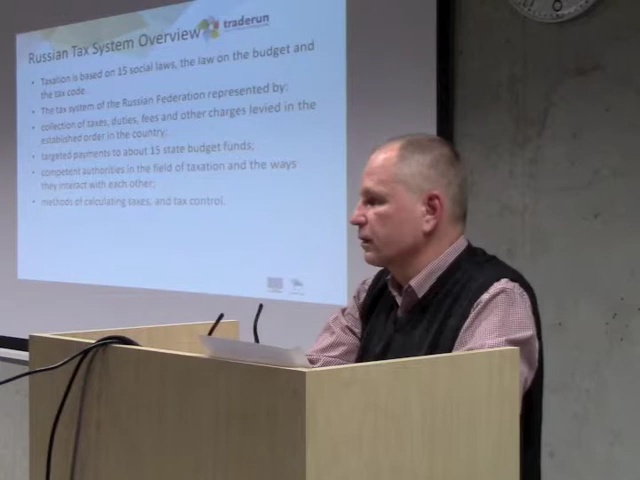 Russian Tax System Overview
traderun
• Taxation is based on 15 social laws, the law on the budget and
the tax code.
• The tax system of the Russian Federation represented by:
• collection of taxes, duties, fees and other charges levied in the
established order in the country.
• targeted payments to about 15 state budget funds;
• competent authorities in the field of taxation and the ways
they interact with each other;
• methods of calculating taxes, and tax control.